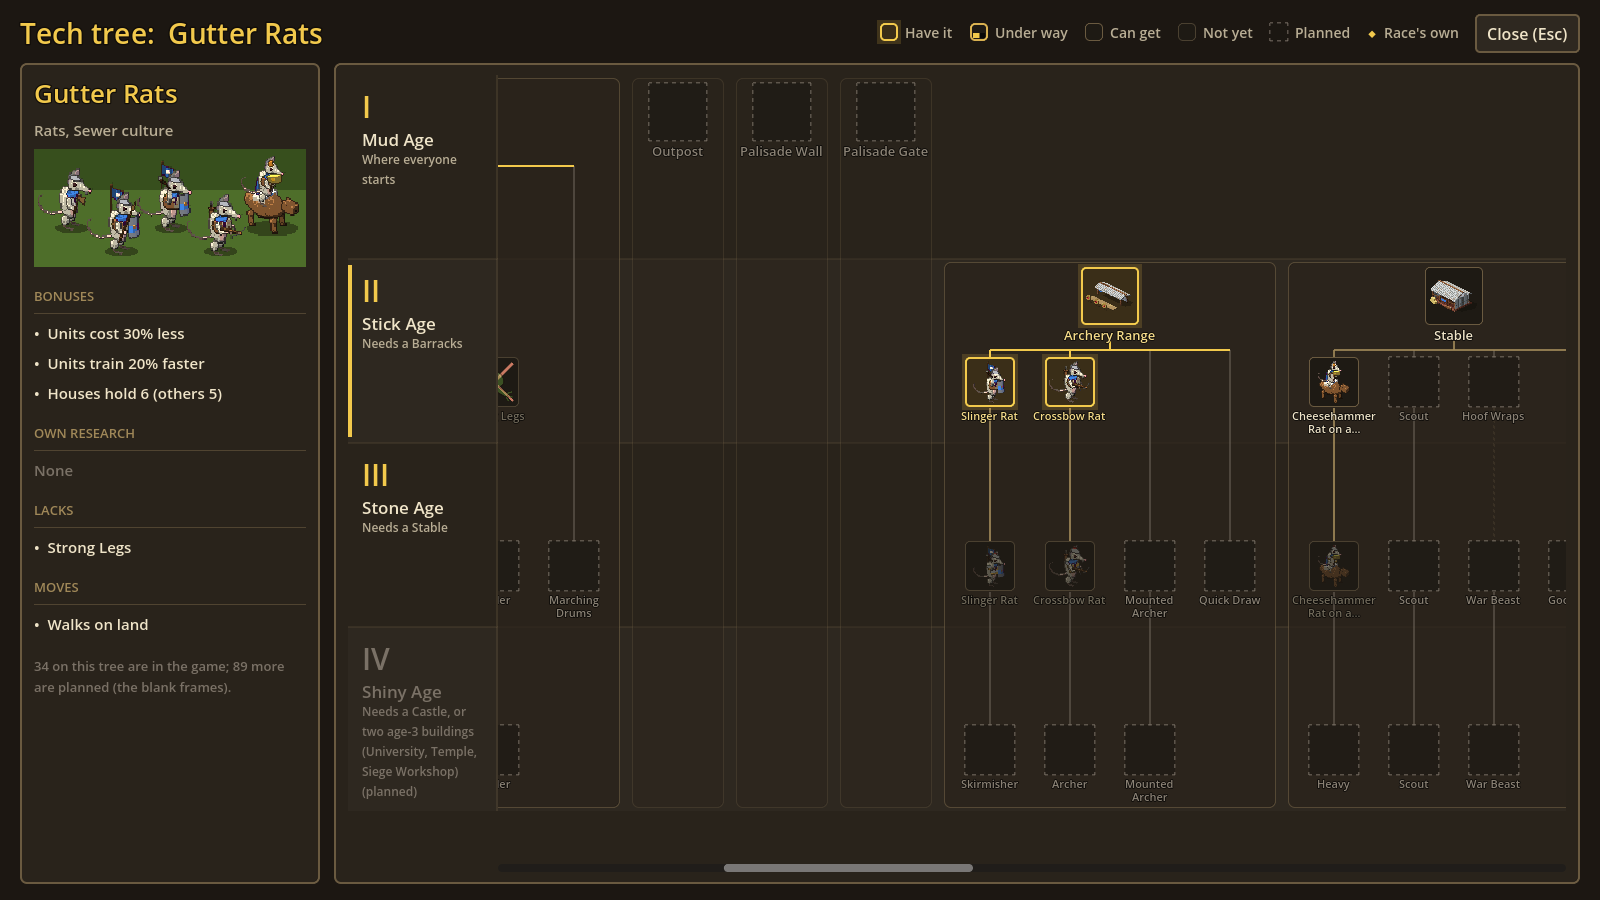 Tech tree: Gutter Rats
Have it
Under way
Can get
Not yet
Planned
Race's own
Close (Esc)
Gutter Rats
Rats, Sewer culture
BONUSES
• Units cost 30% less
• Units train 20% faster
• Houses hold 6 (others 5)
OWN RESEARCH
None
LACKS
• Strong Legs
MOVES
• Walks on land
34 on this tree are in the game; 89 more
are planned (the blank frames).
I
Mud Age
Where everyone
starts
Outpost
Palisade Wall
Palisade Gate
II
Stick Age
Needs a Barracks
Legs
Archery Range
Slinger Rat
Crossbow Rat
Stable
Cheesehammer
Rat on a...
Scout
Hoof Wraps
III
Stone Age
Needs a Stable
Marching
Drums
Slinger Rat
Crossbow Rat
Mounted
Archer
Quick Draw
Cheesehammer
Rat on a...
Scout
War Beast
IV
Shiny Age
Needs a Castle, or
two age-3 buildings
(University, Temple,
Siege Workshop)
(planned)
Skirmisher
Archer
Mounted
Archer
Heavy
Scout
War Beast